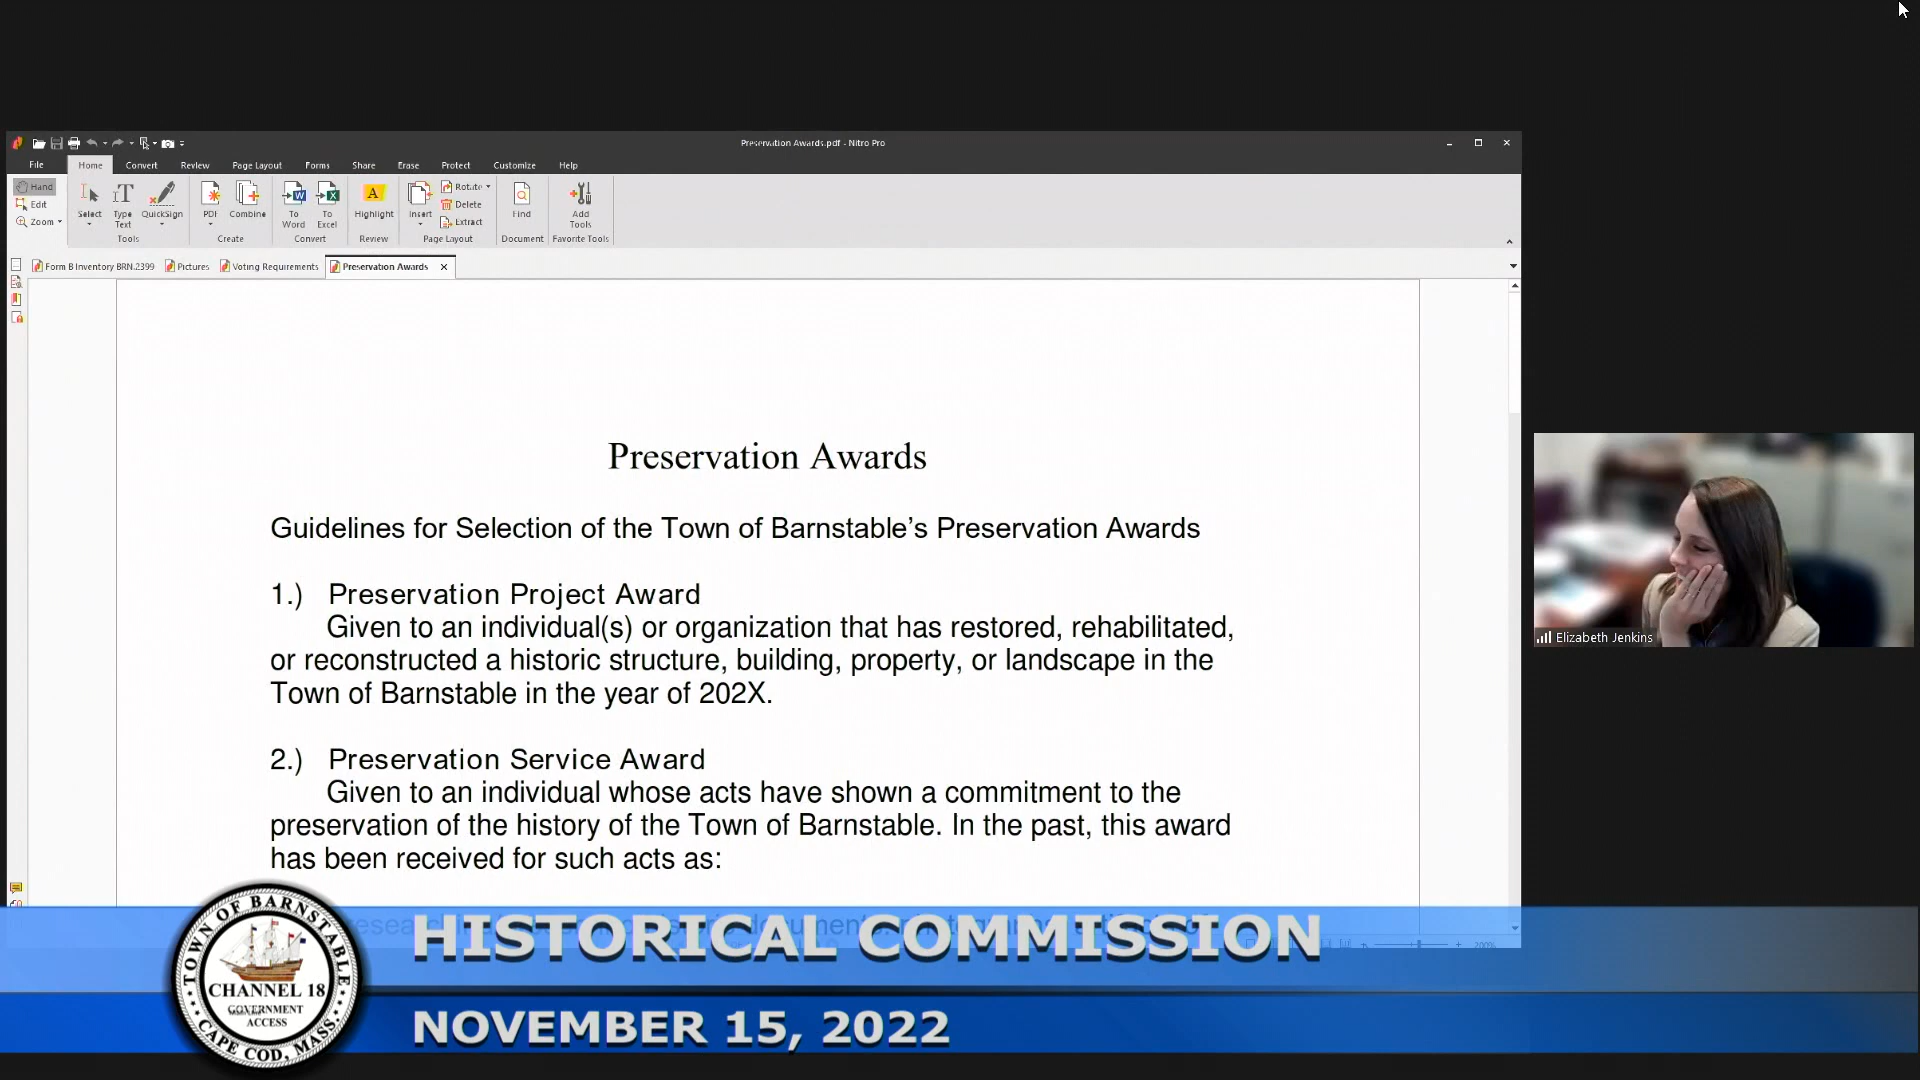 Preservation Awards.pdf - Nitro Pro
File Home Convert Review Page Layout Forms Share Erase Protect Customize Help
Hand
Edit
Zoom
Select
Type
Text
QuickSign
Tools
PDF
Combine
Create
To
Word
To
Excel
Convert
Highlight
Review
Insert
Rotate
Delete
Extract
Page Layout
Find
Document
Add
Tools
Favorite Tools
Form B Inventory BRN.2399 Pictures Voting Requirements Preservation Awards
Preservation Awards
Guidelines for Selection of the Town of Barnstable’s Preservation Awards
1.) Preservation Project Award
Given to an individual(s) or organization that has restored, rehabilitated,
or reconstructed a historic structure, building, property, or landscape in the
Town of Barnstable in the year of 202X.
2.) Preservation Service Award
Given to an individual whose acts have shown a commitment to the
preservation of the history of the Town of Barnstable. In the past, this award
has been received for such acts as:
Elizabeth Jenkins
200%
HISTORICAL COMMISSION
NOVEMBER 15, 2022
TOWN OF BARNSTABLE
CHANNEL 18
GOVERNMENT
ACCESS
CAPE COD, MASS.